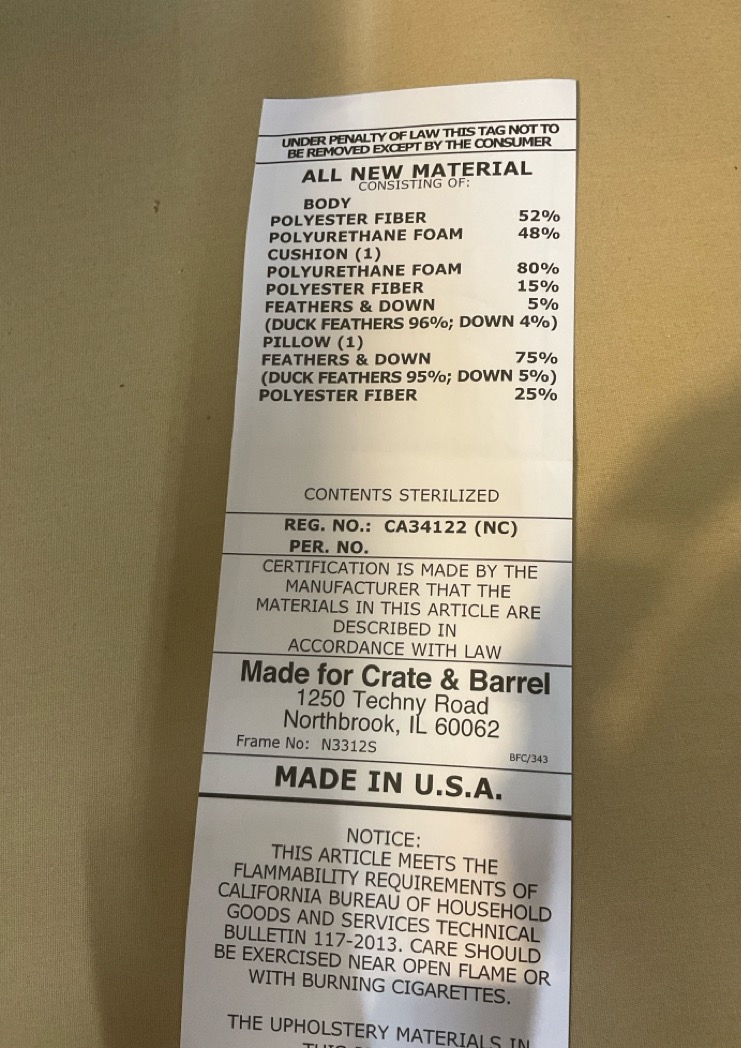 UNDER PENALTY OF LAW THIS TAG NOT TO
BE REMOVED EXCEPT BY THE CONSUMER
ALL NEW MATERIAL
CONSISTING OF:
BODY
POLYESTER FIBER 52%
POLYURETHANE FOAM 48%
CUSHION (1)
POLYURETHANE FOAM 80%
POLYESTER FIBER 15%
FEATHERS & DOWN 5%
(DUCK FEATHERS 96%; DOWN 4%)
PILLOW (1)
FEATHERS & DOWN 75%
(DUCK FEATHERS 95%; DOWN 5%)
POLYESTER FIBER 25%
CONTENTS STERILIZED
REG. NO.: CA34122 (NC)
PER. NO.
CERTIFICATION IS MADE BY THE
MANUFACTURER THAT THE
MATERIALS IN THIS ARTICLE ARE
DESCRIBED IN
ACCORDANCE WITH LAW
Made for Crate & Barrel
1250 Techny Road
Northbrook, IL 60062
Frame No: N3312S
BFC/343
MADE IN U.S.A.
NOTICE:
THIS ARTICLE MEETS THE
FLAMMABILITY REQUIREMENTS OF
CALIFORNIA BUREAU OF HOUSEHOLD
GOODS AND SERVICES TECHNICAL
BULLETIN 117-2013. CARE SHOULD
BE EXERCISED NEAR OPEN FLAME OR
WITH BURNING CIGARETTES.
THE UPHOLSTERY MATERIALS IN